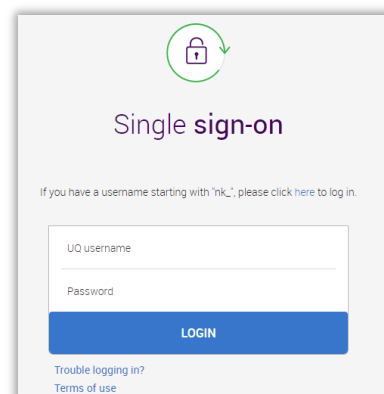 Single sign-on
If you have a username starting with "nk_", please click here to log in.
UQ username
Password
LOGIN
Trouble logging in?
Terms of use